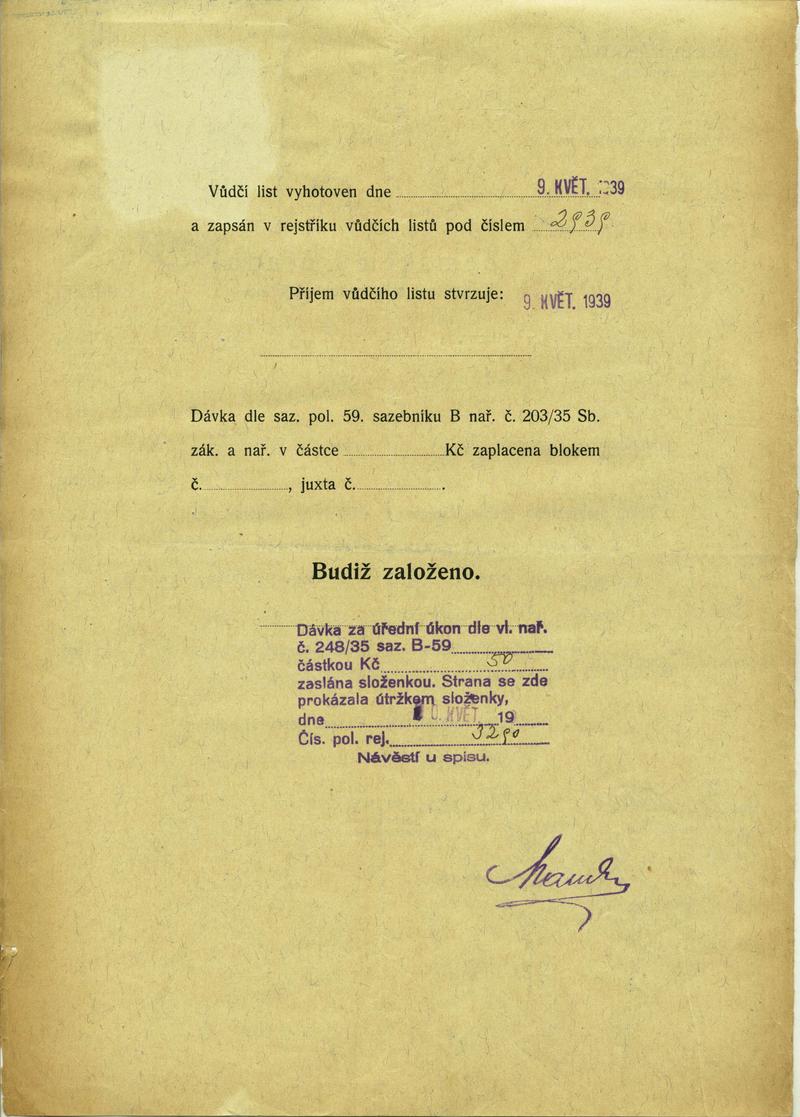 Vůdčí list vyhotoven dne 9. KVĚT. 1939
a zapsán v rejstříku vůdčích listů pod číslem
Příjem vůdčího listu stvrzuje: 9. KVĚT. 1939
Dávka dle saz. pol. 59. sazebníku B nař. č. 203/35 Sb.
zák. a nař. v částce Kč zaplacena blokem
č. , juxta č. .
Budiž založeno.
Dávka za úřední úkon dle vl. nař.
č. 248/35 saz. B-59
částkou Kč 50
zaslána složenkou. Strana se zde
prokázala útržkem složenky,
dne KVĚT. 19
Čís. pol. rej.
Návěstí u spisu.